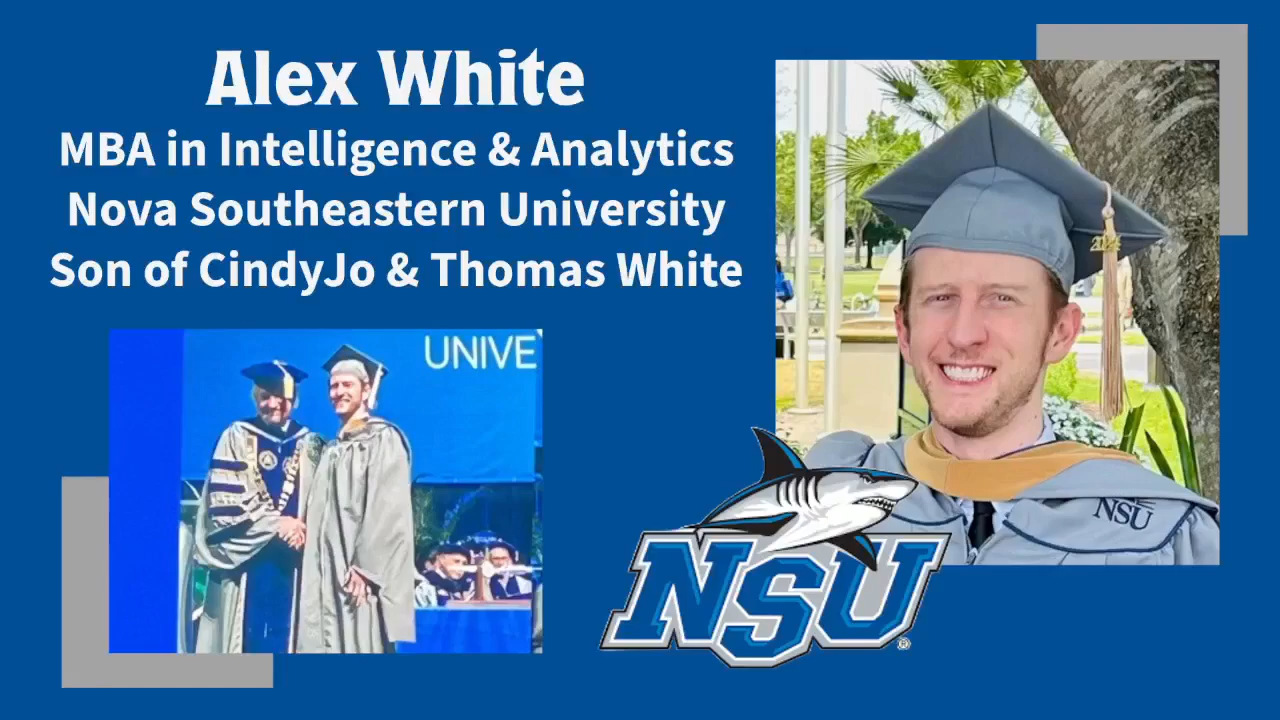 Alex White
MBA in Intelligence & Analytics
Nova Southeastern University
Son of CindyJo & Thomas White
UNIVE
NSU
NSU